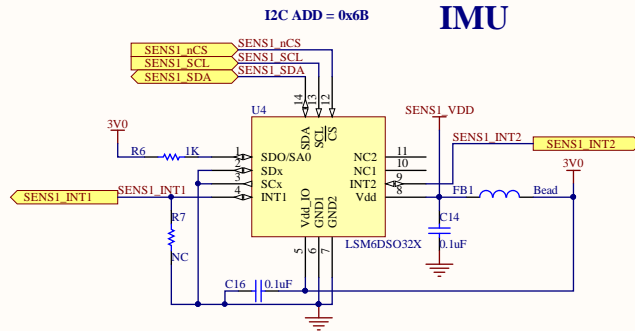 I2C ADD = 0x6B
IMU
SENS1_nCS
SENS1_nCS
SENS1_SCL
SENS1_SCL
SENS1_SDA
SENS1_SDA
14
13
12
U4
SENS1_VDD
3V0
SDA
SCL
CS
SENS1_INT2
SENS1_INT2
R6
1K
1
SDO/SA0
NC2
11
3V0
2
SDx
NC1
10
3
SCx
INT2
9
SENS1_INT1
SENS1_INT1
4
INT1
Vdd
8
FB1
Bead
R7
Vdd_IO
GND1
GND2
C14
0.1uF
LSM6DSO32X
NC
5
6
7
C16
0.1uF